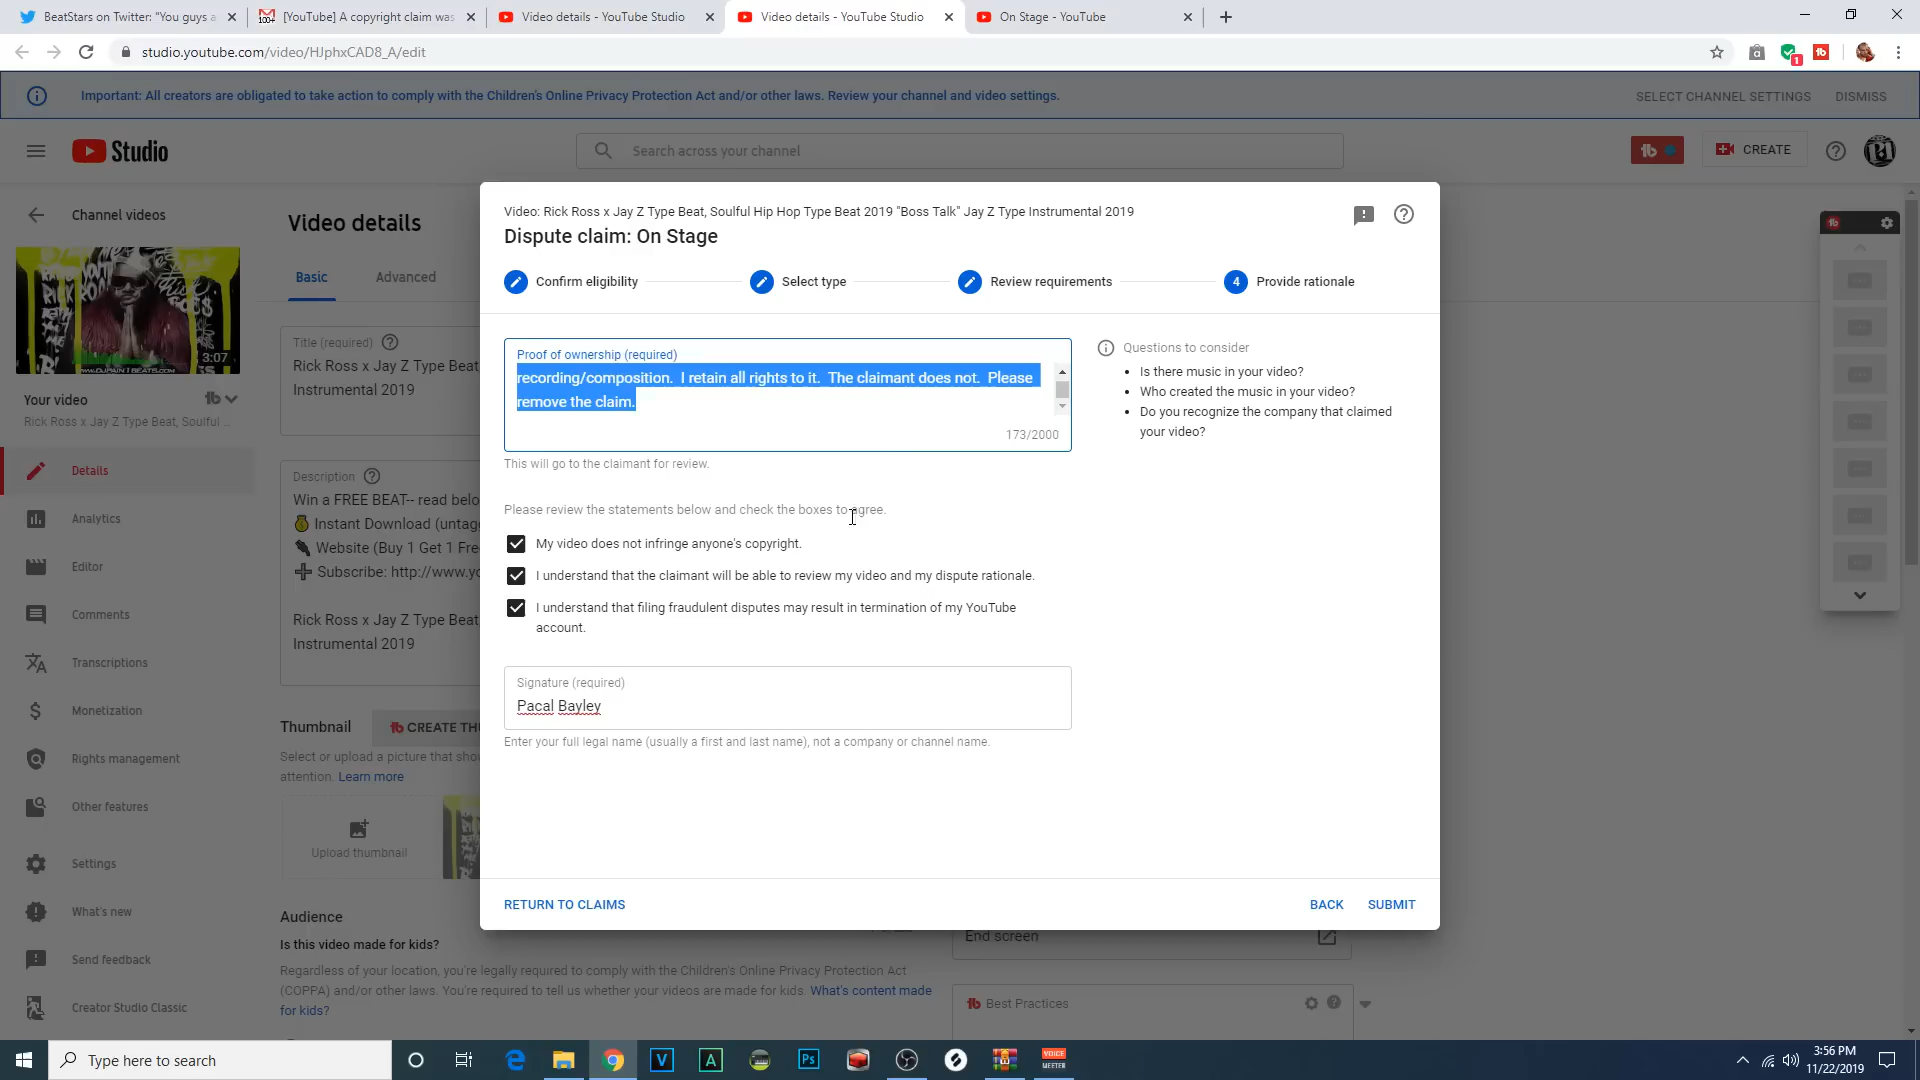 BeatStars on Twitter: "You guys a
[YouTube] A copyright claim was
Video details - YouTube Studio
Video details - YouTube Studio
On Stage - YouTube
studio.youtube.com/video/HJphxCAD8_A/edit
Important: All creators are obligated to take action to comply with the Children's Online Privacy Protection Act and/or other laws. Review your channel and video settings.
SELECT CHANNEL SETTINGS
DISMISS
Studio
Search across your channel
CREATE
Channel videos
3:07
Your video
Rick Ross x Jay Z Type Beat, Soulful ...
Details
Analytics
Editor
Comments
Transcriptions
Monetization
Rights management
Other features
Settings
What's new
Send feedback
Creator Studio Classic
Video details
Basic
Advanced
Title (required)
Rick Ross x Jay Z Type Beat
Instrumental 2019
Description
Win a FREE BEAT-- read belo
Instant Download (untagg
Website (Buy 1 Get 1 Fre
Subscribe: http://www.yo
Rick Ross x Jay Z Type Beat
Instrumental 2019
Thumbnail
CREATE THU
Select or upload a picture that show
attention. Learn more
Upload thumbnail
Audience
Is this video made for kids?
Regardless of your location, you're legally required to comply with the Children's Online Privacy Protection Act
(COPPA) and/or other laws. You're required to tell us whether your videos are made for kids. What's content made
for kids?
Video: Rick Ross x Jay Z Type Beat, Soulful Hip Hop Type Beat 2019 "Boss Talk" Jay Z Type Instrumental 2019
Dispute claim: On Stage
Confirm eligibility
Select type
Review requirements
4 Provide rationale
Proof of ownership (required)
recording/composition. I retain all rights to it. The claimant does not. Please
remove the claim.
173/2000
This will go to the claimant for review.
Questions to consider
• Is there music in your video?
• Who created the music in your video?
• Do you recognize the company that claimed
your video?
Please review the statements below and check the boxes to agree.
My video does not infringe anyone's copyright.
I understand that the claimant will be able to review my video and my dispute rationale.
I understand that filing fraudulent disputes may result in termination of my YouTube
account.
Signature (required)
Pacal Bayley
Enter your full legal name (usually a first and last name), not a company or channel name.
RETURN TO CLAIMS
BACK
SUBMIT
End screen
Best Practices
Type here to search
3:56 PM
11/22/2019